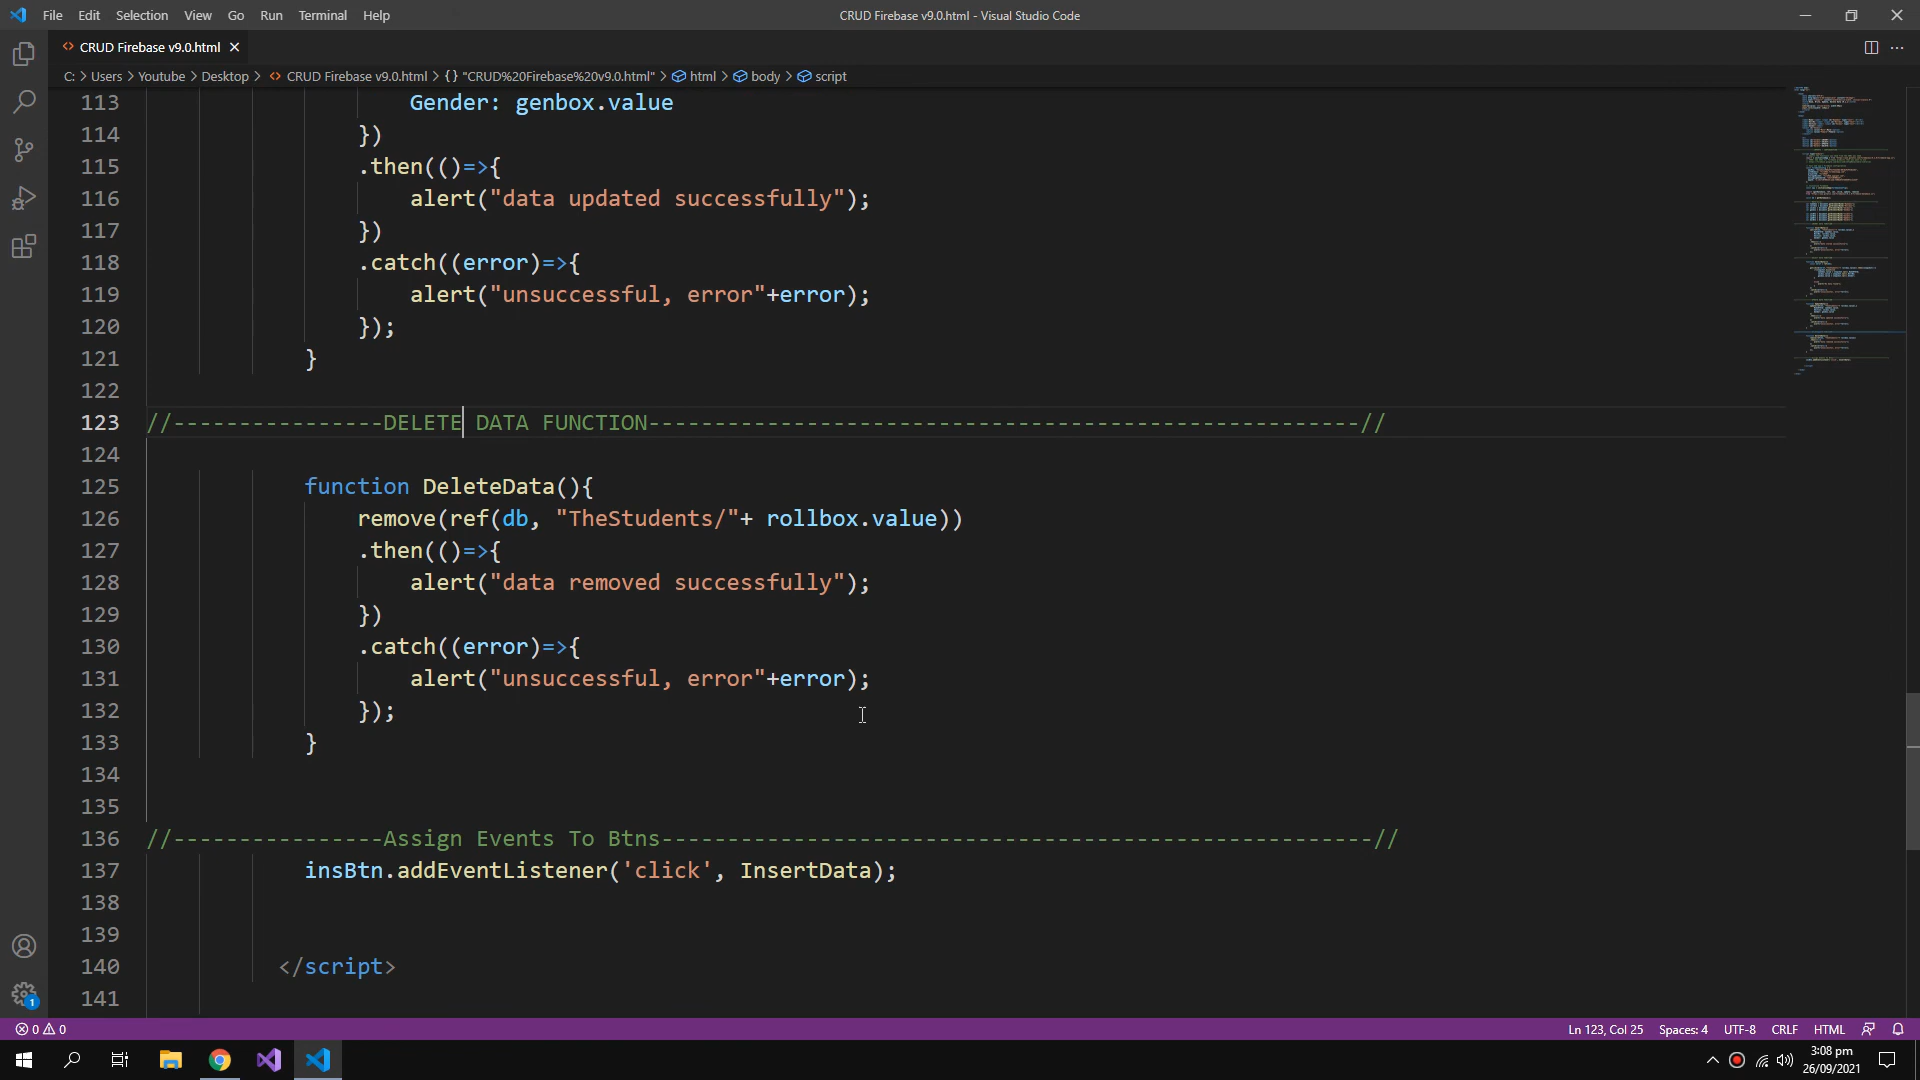 File Edit Selection View Go Run Terminal Help
CRUD Firebase v9.0.html - Visual Studio Code
CRUD Firebase v9.0.html
C: > Users > Youtube > Desktop > CRUD Firebase v9.0.html > {} "CRUD%20Firebase%20v9.0.html" > html > body > script
113 Gender: genbox.value
114 })
115 .then(()=>{
116 alert("data updated successfully");
117 })
118 .catch((error)=>{
119 alert("unsuccessful, error"+error);
120 });
121 }
122
123 //----------------DELETE DATA FUNCTION------------------------------------------------------//
124
125 function DeleteData(){
126 remove(ref(db, "TheStudents/"+ rollbox.value))
127 .then(()=>{
128 alert("data removed successfully");
129 })
130 .catch((error)=>{
131 alert("unsuccessful, error"+error);
132 });
133 }
134
135
136 //----------------Assign Events To Btns------------------------------------------------------//
137 insBtn.addEventListener('click', InsertData);
138
139
140 </script>
141
1
0 0
Ln 123, Col 25 Spaces: 4 UTF-8 CRLF HTML
3:08 pm
26/09/2021